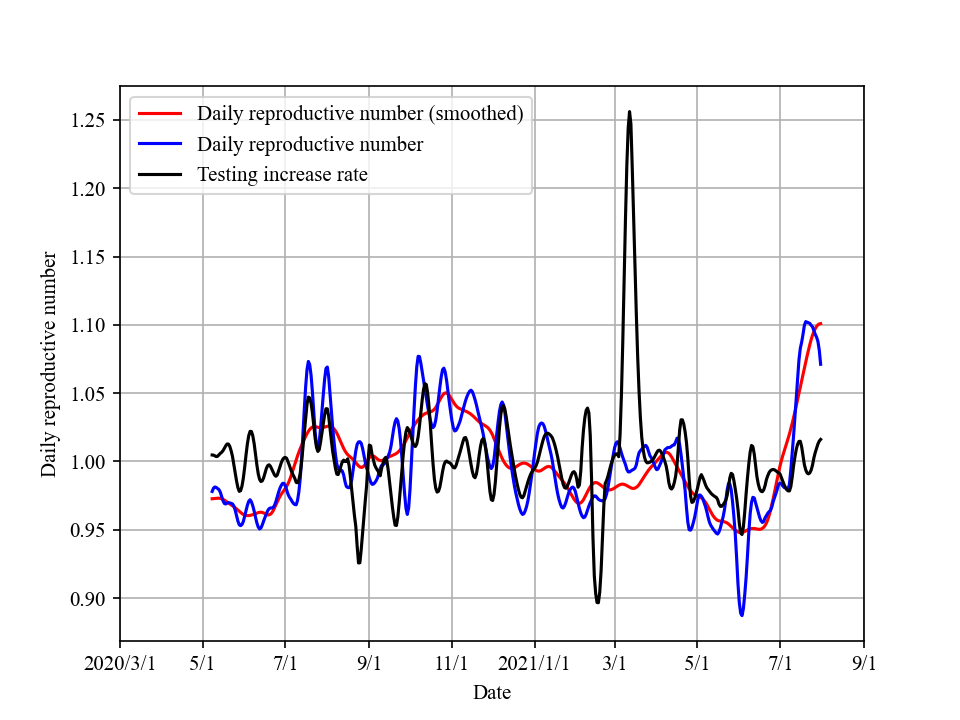 Daily reproductive number (smoothed)
Daily reproductive number
Testing increase rate
Daily reproductive number
1.25
1.20
1.15
1.10
1.05
1.00
0.95
0.90
2020/3/1 5/1 7/1 9/1 11/1 2021/1/1 3/1 5/1 7/1 9/1
Date